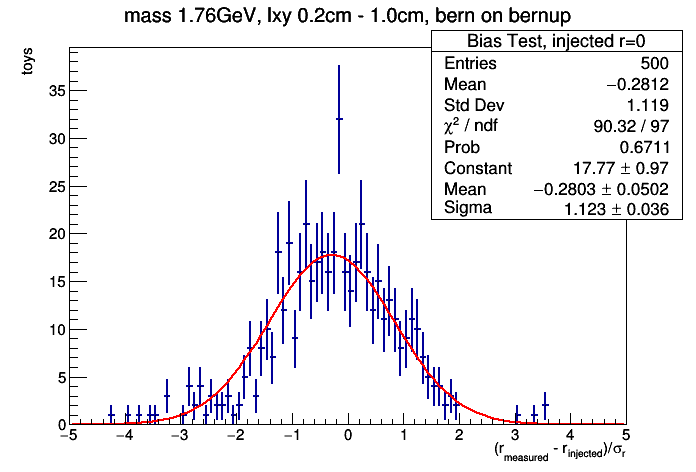 mass 1.76GeV, lxy 0.2cm - 1.0cm, bern on bernup
toys
Bias Test, injected r=0
Entries 500
Mean −0.2812
Std Dev 1.119
χ² / ndf 90.32 / 97
Prob 0.6711
Constant 17.77 ± 0.97
Mean −0.2803 ± 0.0502
Sigma 1.123 ± 0.036
35
30
25
20
15
10
5
0
−5 −4 −3 −2 −1 0 1 2 3 4 5
(r_measured - r_injected)/σ_r